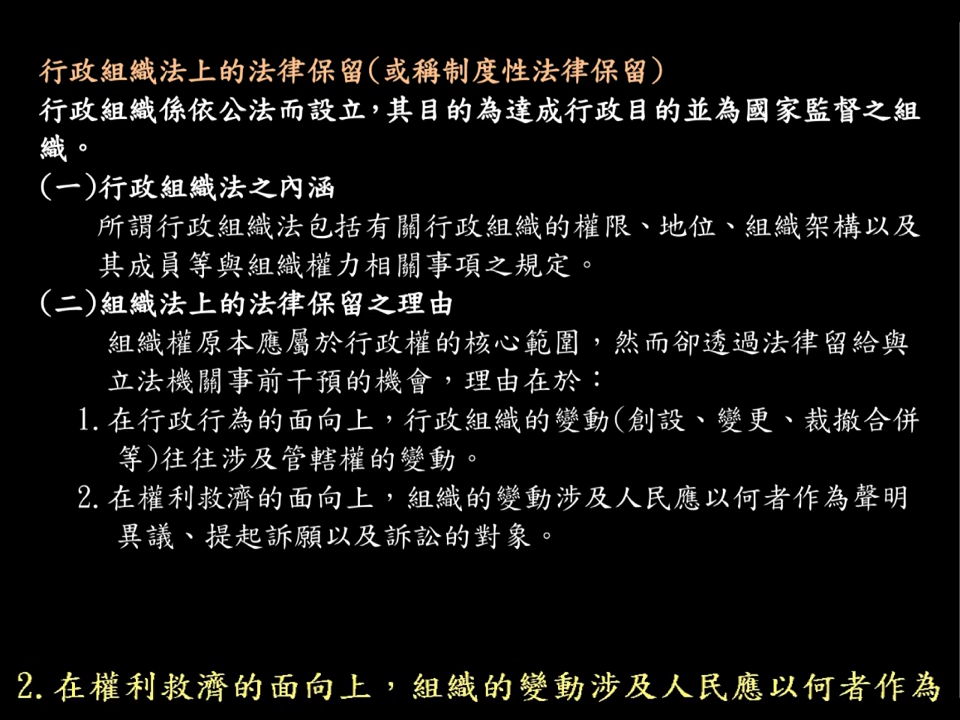 行政組織法上的法律保留(或稱制度性法律保留)
行政組織係依公法而設立，其目的為達成行政目的並為國家監督之組
織。
(一)行政組織法之內涵
所謂行政組織法包括有關行政組織的權限、地位、組織架構以及
其成員等與組織權力相關事項之規定。
(二)組織法上的法律保留之理由
組織權原本應屬於行政權的核心範圍，然而卻透過法律留給與
立法機關事前干預的機會，理由在於：
1.在行政行為的面向上，行政組織的變動(創設、變更、裁撤合併
等)往往涉及管轄權的變動。
2.在權利救濟的面向上，組織的變動涉及人民應以何者作為聲明
異議、提起訴願以及訴訟的對象。
2.在權利救濟的面向上，組織的變動涉及人民應以何者作為